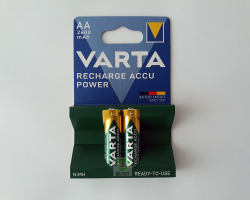 AA
2600
mAh
VARTA
RECHARGE ACCU
POWER
VARTA
VARTA
NiMH
READY-TO-USE